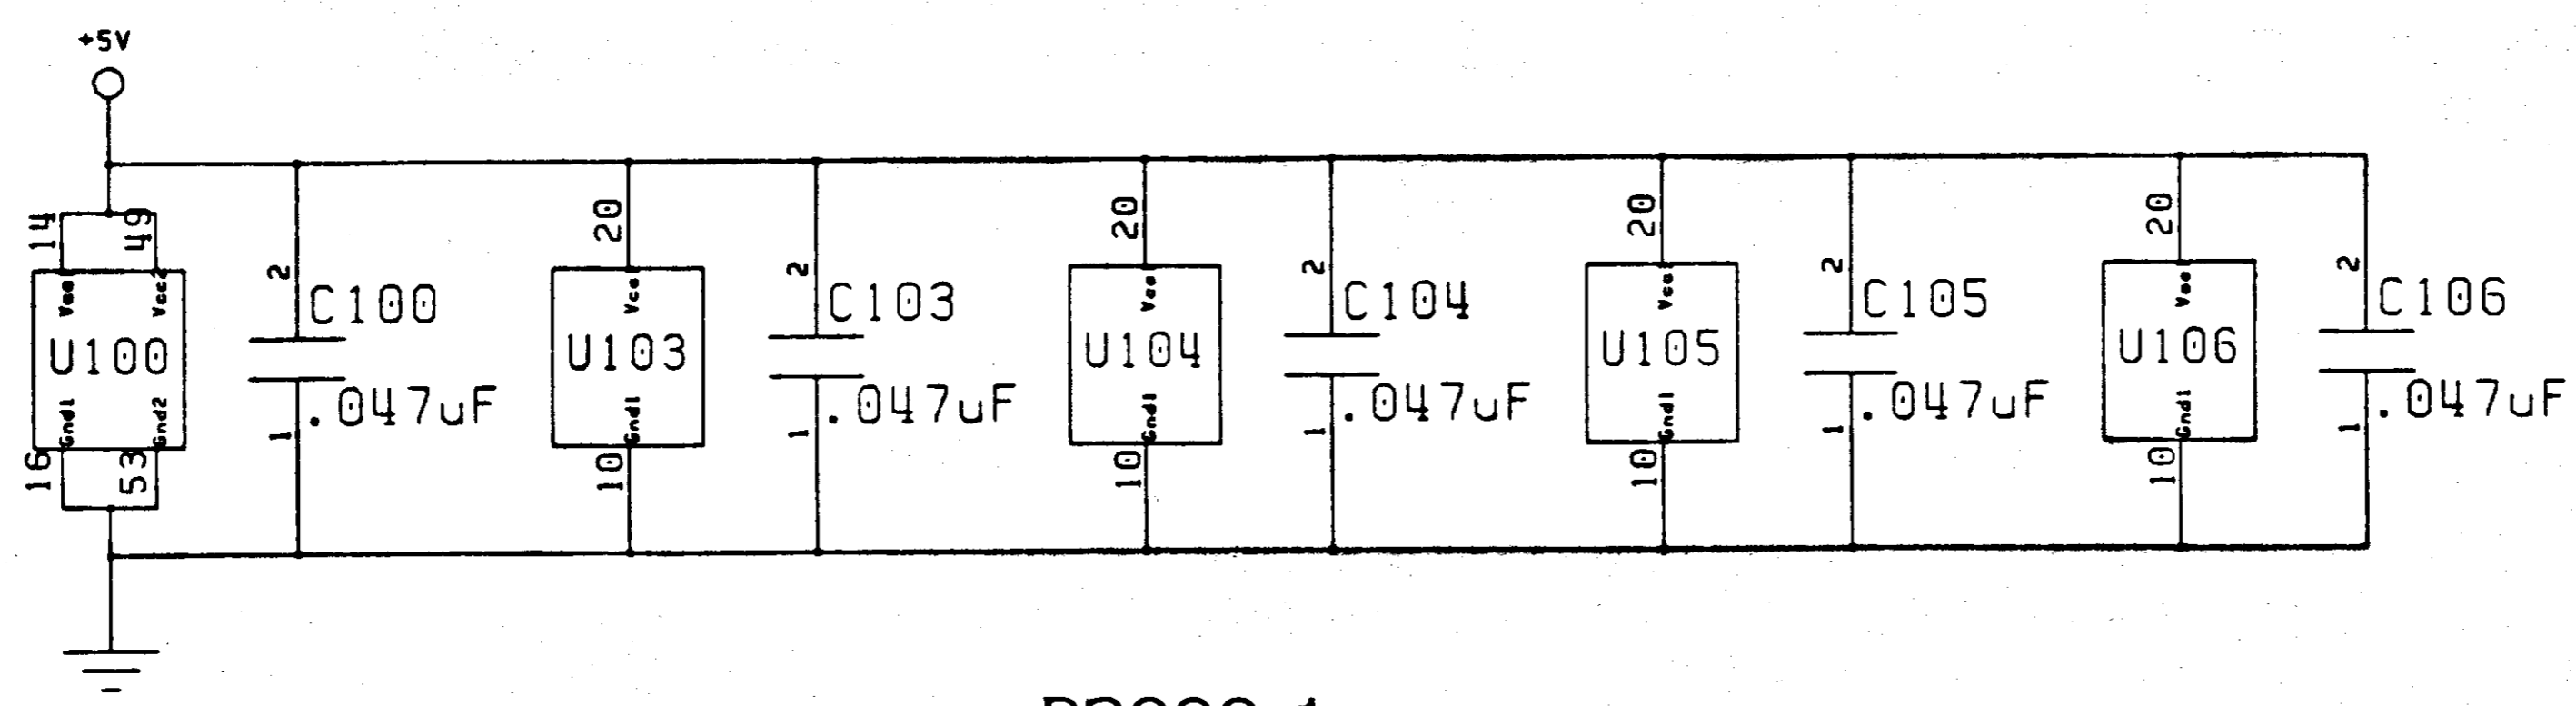 +5V
14 49 20 20 20 20
2 2 2 2 2
Vcc Vcc2 Vcc Vcc Vcc Vcc
C100 C103 C104 C105 C106
U100 U103 U104 U105 U106
.047uF .047uF .047uF .047uF .047uF
Gnd1 Gnd2 Gnd1 Gnd1 Gnd1 Gnd1
1 1 1 1 1
16 53 10 10 10 10